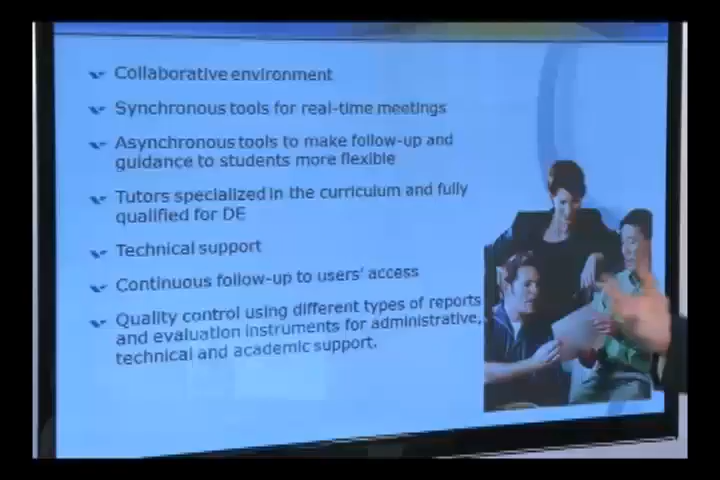 Collaborative environment
Synchronous tools for real-time meetings
Asynchronous tools to make follow-up and
guidance to students more flexible
Tutors specialized in the curriculum and fully
qualified for DE
Technical support
Continuous follow-up to users' access
Quality control using different types of reports
and evaluation instruments for administrative,
technical and academic support.